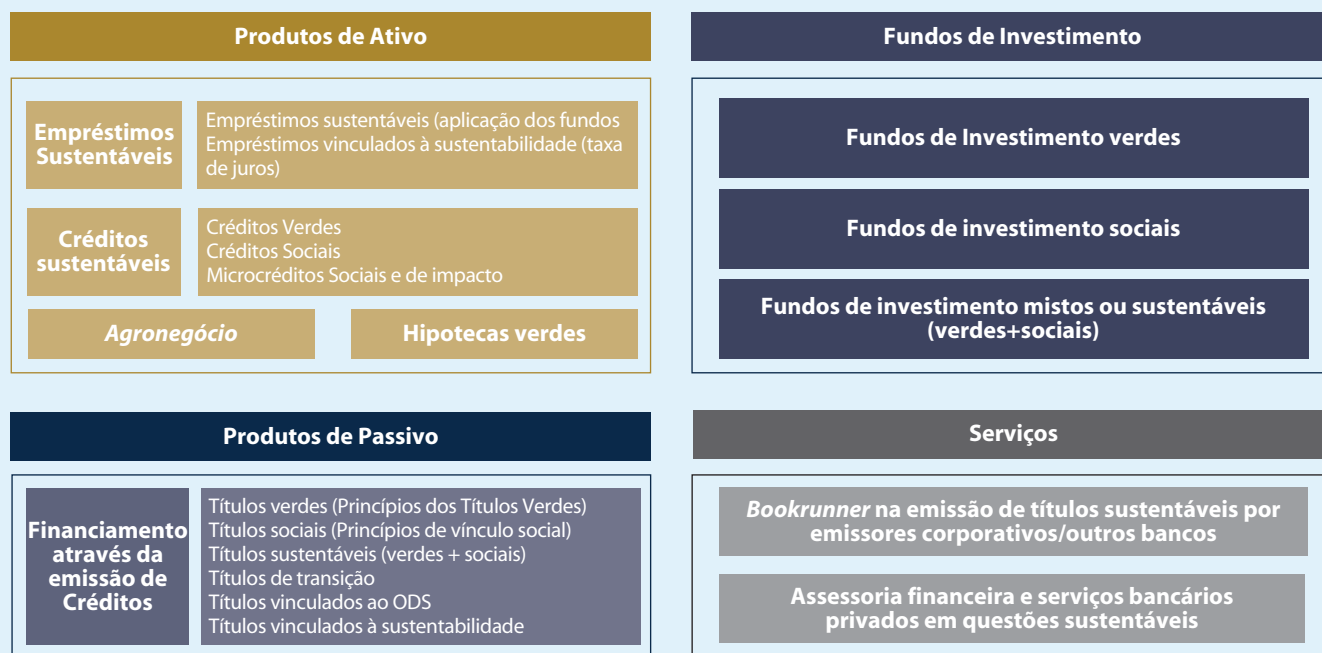 Produtos de Ativo
Empréstimos
Sustentáveis
Empréstimos sustentáveis (aplicação dos fundos
Empréstimos vinculados à sustentabilidade (taxa
de juros)
Créditos
sustentáveis
Créditos Verdes
Créditos Sociais
Microcréditos Sociais e de impacto
Agronegócio
Hipotecas verdes
Fundos de Investimento
Fundos de Investimento verdes
Fundos de investimento sociais
Fundos de investimento mistos ou sustentáveis
(verdes+sociais)
Produtos de Passivo
Financiamento
através da
emissão de
Créditos
Títulos verdes (Princípios dos Títulos Verdes)
Títulos sociais (Princípios de vínculo social)
Títulos sustentáveis (verdes + sociais)
Títulos de transição
Títulos vinculados ao ODS
Títulos vinculados à sustentabilidade
Serviços
Bookrunner na emissão de títulos sustentáveis por
emissores corporativos/outros bancos
Assessoria financeira e serviços bancários
privados em questões sustentáveis